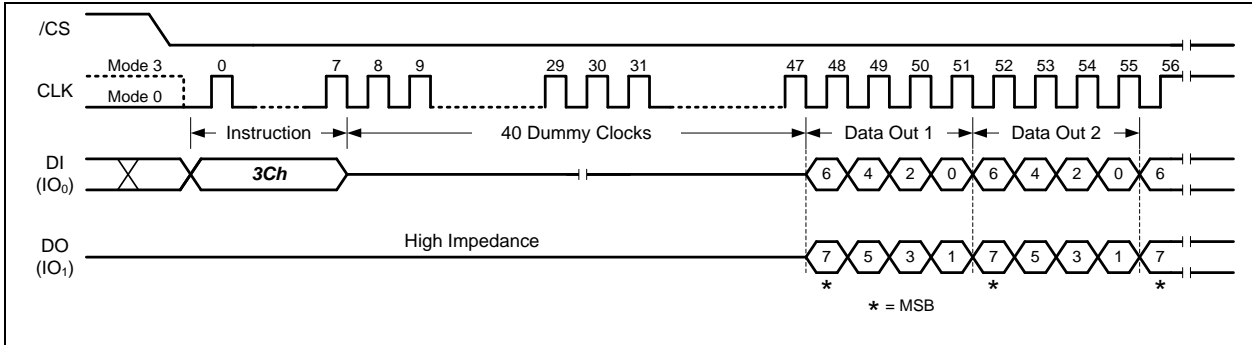 /CS
Mode 3 0 7 8 9 29 30 31 47 48 49 50 51 52 53 54 55 56
CLK
Mode 0
Instruction 40 Dummy Clocks Data Out 1 Data Out 2
DI
(IO₀)
3Ch 6 4 2 0 6 4 2 0 6
High Impedance
DO
(IO₁)
7 5 3 1 7 5 3 1 7
* * *
* = MSB